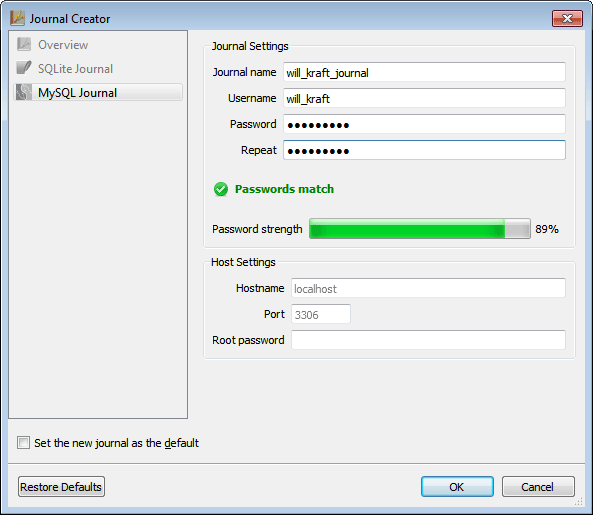 Journal Creator
Overview
SQLite Journal
MySQL Journal
Journal Settings
Journal name will_kraft_journal
Username will_kraft
Password ●●●●●●●●●
Repeat ●●●●●●●●●
Passwords match
Password strength 89%
Host Settings
Hostname localhost
Port 3306
Root password
Set the new journal as the default
Restore Defaults OK Cancel